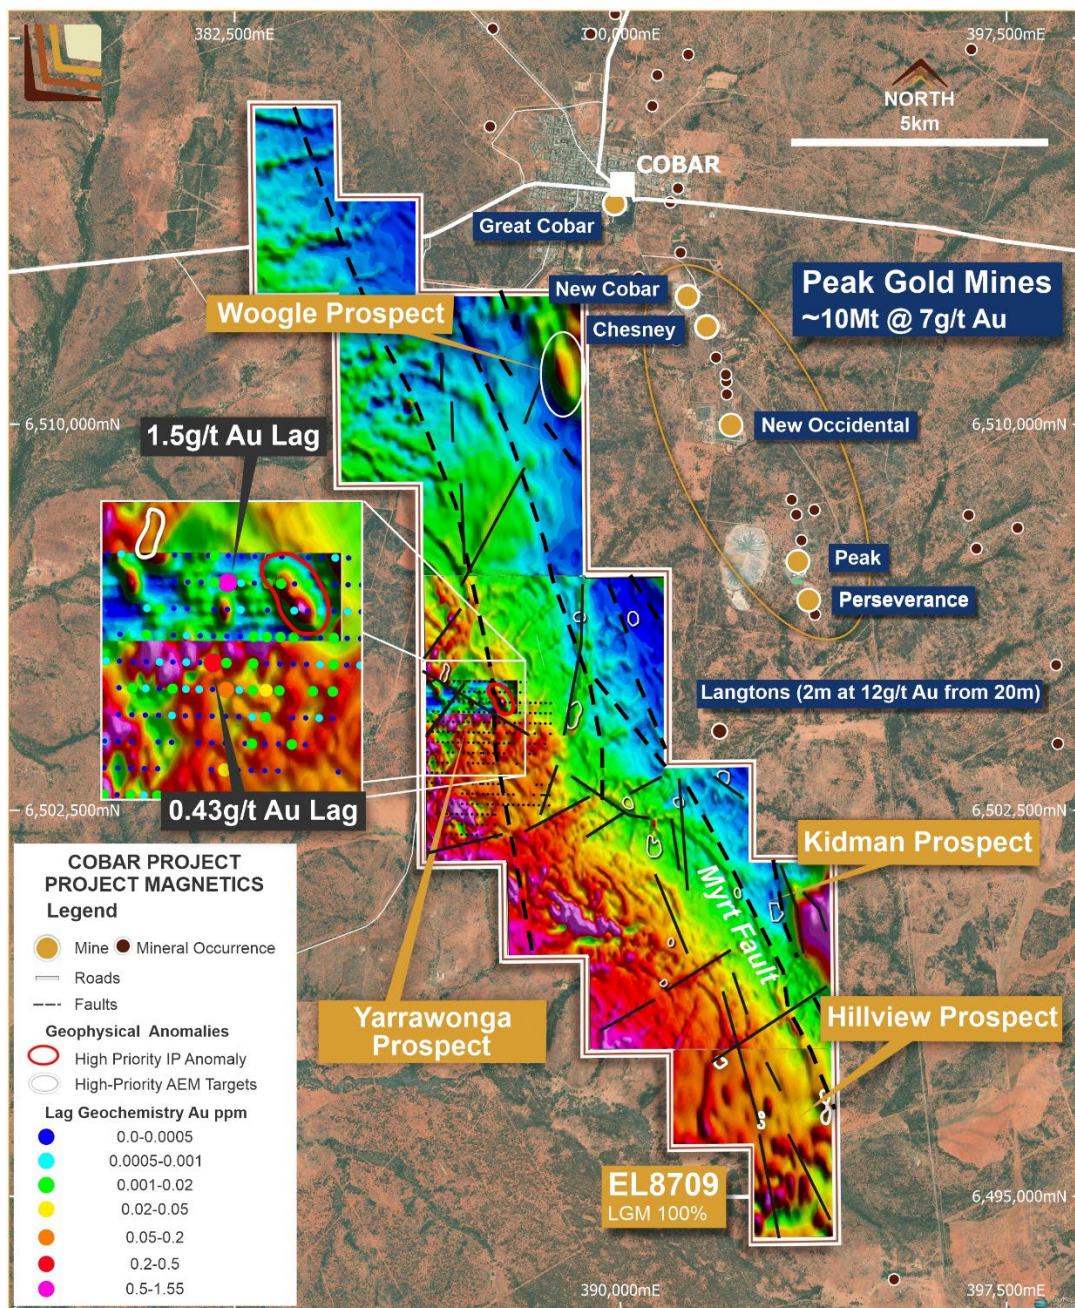 382,500mE
390,000mE
397,500mE
NORTH
5km
COBAR
Great Cobar
New Cobar
Peak Gold Mines
~10Mt @ 7g/t Au
Woogle Prospect
Chesney
6,510,000mN
New Occidental
6,510,000mN
1.5g/t Au Lag
Peak
Perseverance
Langtons (2m at 12g/t Au from 20m)
6,502,500mN
0.43g/t Au Lag
6,502,500mN
Kidman Prospect
COBAR PROJECT
PROJECT MAGNETICS
Legend
Mine
Mineral Occurrence
Roads
Faults
Geophysical Anomalies
High Priority IP Anomaly
High-Priority AEM Targets
Lag Geochemistry Au ppm
0.0-0.0005
0.0005-0.001
0.001-0.02
0.02-0.05
0.05-0.2
0.2-0.5
0.5-1.55
Myrt Fault
Yarrawonga
Prospect
Hillview Prospect
EL8709
LGM 100%
6,495,000mN
390,000mE
397,500mE